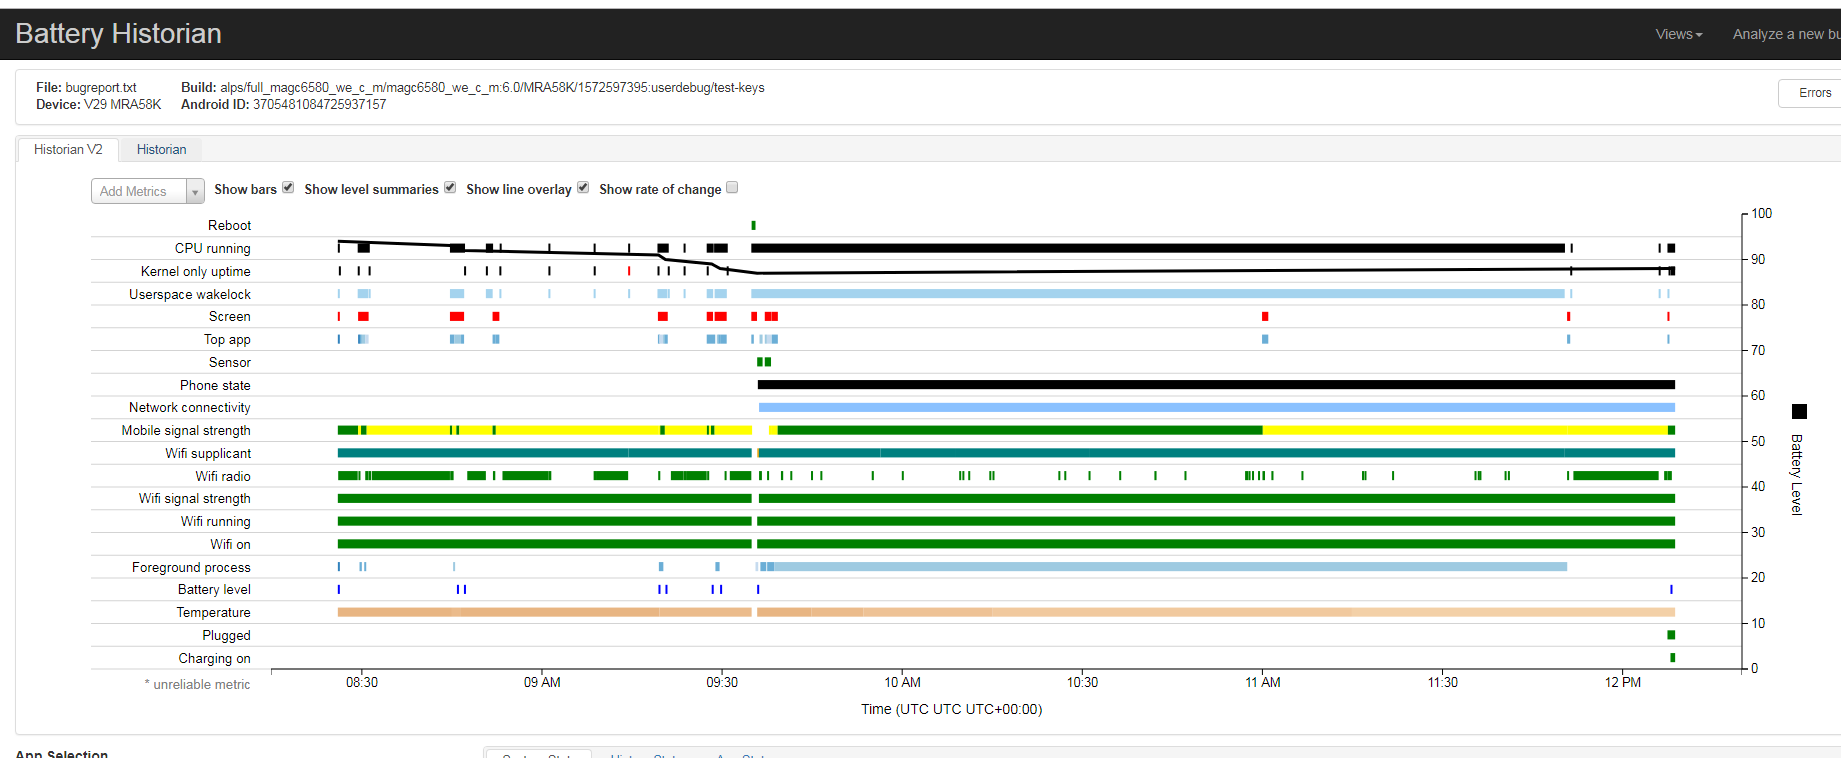 Battery Historian
Views
Analyze a new bu
File: bugreport.txt
Build: alps/full_magc6580_we_c_m/magc6580_we_c_m:6.0/MRA58K/1572597395:userdebug/test-keys
Device: V29 MRA58K
Android ID: 3705481084725937157
Errors
Historian V2
Historian
Add Metrics
Show bars
Show level summaries
Show line overlay
Show rate of change
Reboot
CPU running
Kernel only uptime
Userspace wakelock
Screen
Top app
Sensor
Phone state
Network connectivity
Mobile signal strength
Wifi supplicant
Wifi radio
Wifi signal strength
Wifi running
Wifi on
Foreground process
Battery level
Temperature
Plugged
Charging on
* unreliable metric
100
90
80
70
60
50
40
30
20
10
0
Battery Level
08:30
09 AM
09:30
10 AM
10:30
11 AM
11:30
12 PM
Time (UTC UTC UTC+00:00)
App Selection